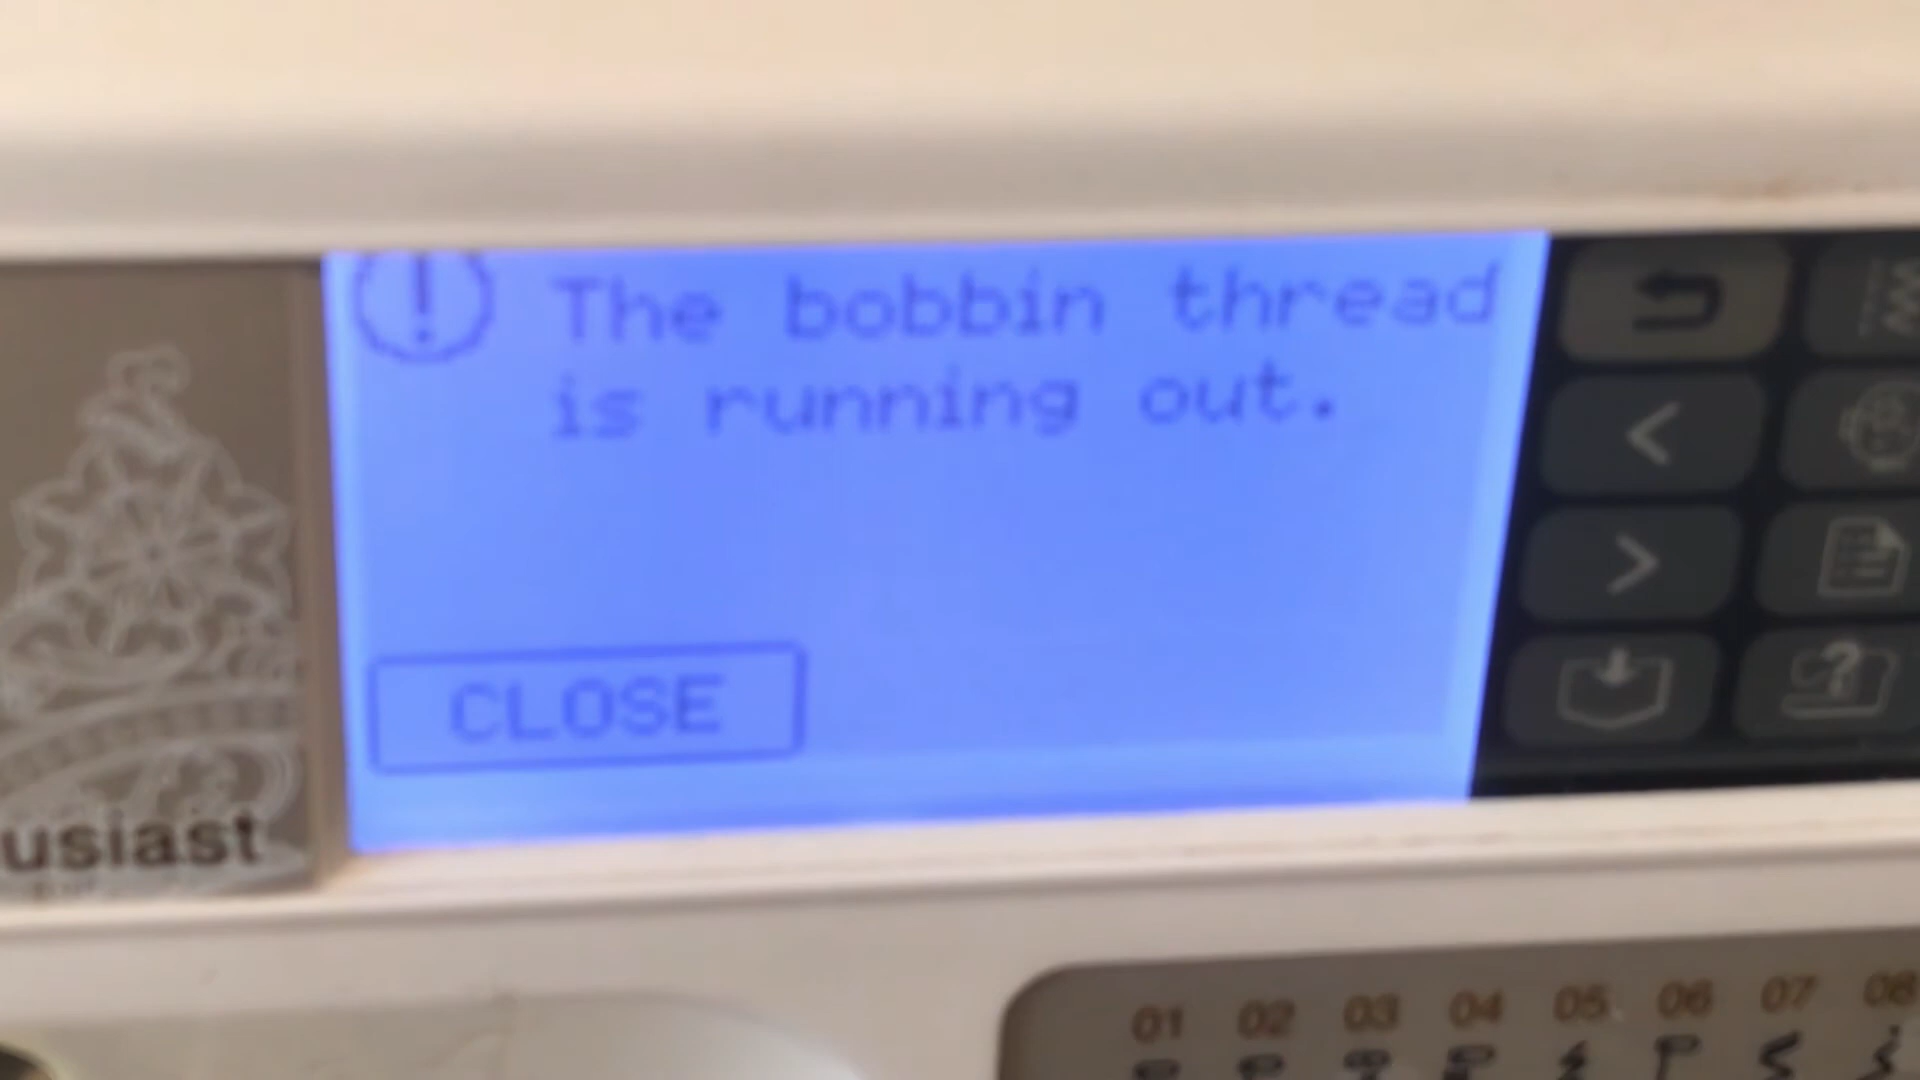 The bobbin thread
is running out.
CLOSE
usiast
01 02 03 04 05 06 07 08